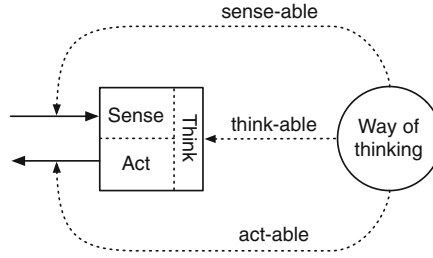 sense-able
Sense
Think
think-able
Way of
thinking
Act
act-able